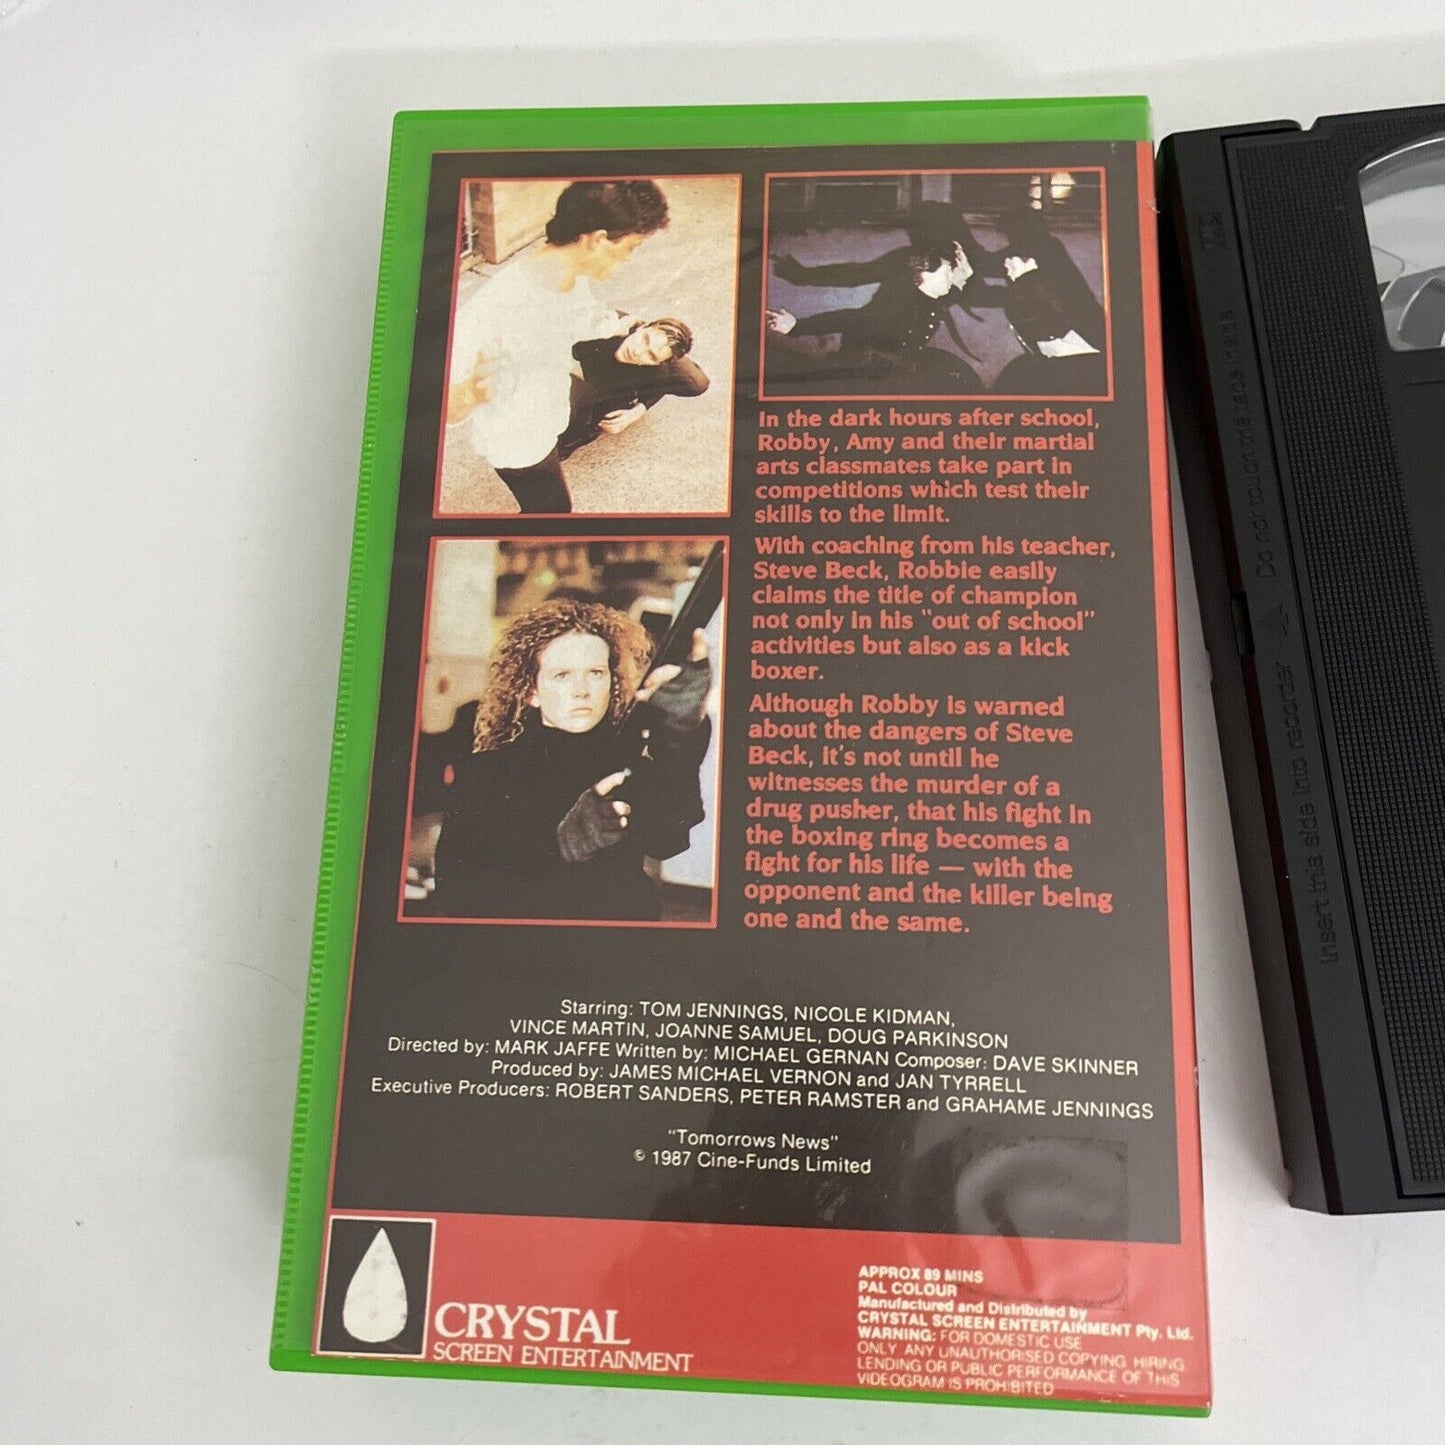 In the dark hours after school,
Robby, Amy and their martial
arts classmates take part in
competitions which test their
skills to the limit.
With coaching from his teacher,
Steve Beck, Robbie easily
claims the title of champion
not only in his "out of school"
activities but also as a kick
boxer.
Although Robby is warned
about the dangers of Steve
Beck, it's not until he
witnesses the murder of a
drug pusher, that his fight in
the boxing ring becomes a
fight for his life — with the
opponent and the killer being
one and the same.
Starring: TOM JENNINGS, NICOLE KIDMAN,
VINCE MARTIN, JOANNE SAMUEL, DOUG PARKINSON
Directed by: MARK JAFFE Written by: MICHAEL GERNAN Composer: DAVE SKINNER
Produced by: JAMES MICHAEL VERNON and JAN TYRRELL
Executive Producers: ROBERT SANDERS, PETER RAMSTER and GRAHAME JENNINGS
"Tomorrows News"
© 1987 Cine-Funds Limited
CRYSTAL
SCREEN ENTERTAINMENT
APPROX 89 MINS
PAL COLOUR
Manufactured and Distributed by
CRYSTAL SCREEN ENTERTAINMENT Pty. Ltd.
WARNING: FOR DOMESTIC USE
ONLY ANY UNAUTHORISED COPYING HIRING
LENDING OR PUBLIC PERFORMANCE OF THIS
VIDEOGRAM IS PROHIBITED
Insert this side into recorder
Do not touch the tape inside